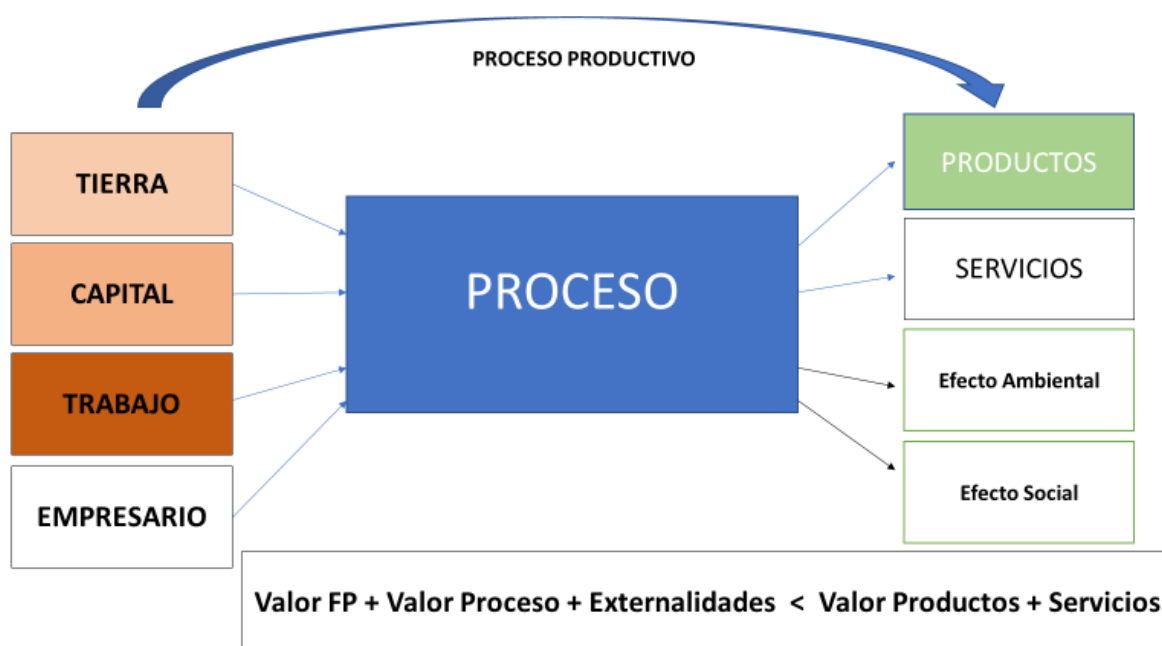 PROCESO PRODUCTIVO
TIERRA
CAPITAL
TRABAJO
EMPRESARIO
PROCESO
PRODUCTOS
SERVICIOS
Efecto Ambiental
Efecto Social
Valor FP + Valor Proceso + Externalidades < Valor Productos + Servicios